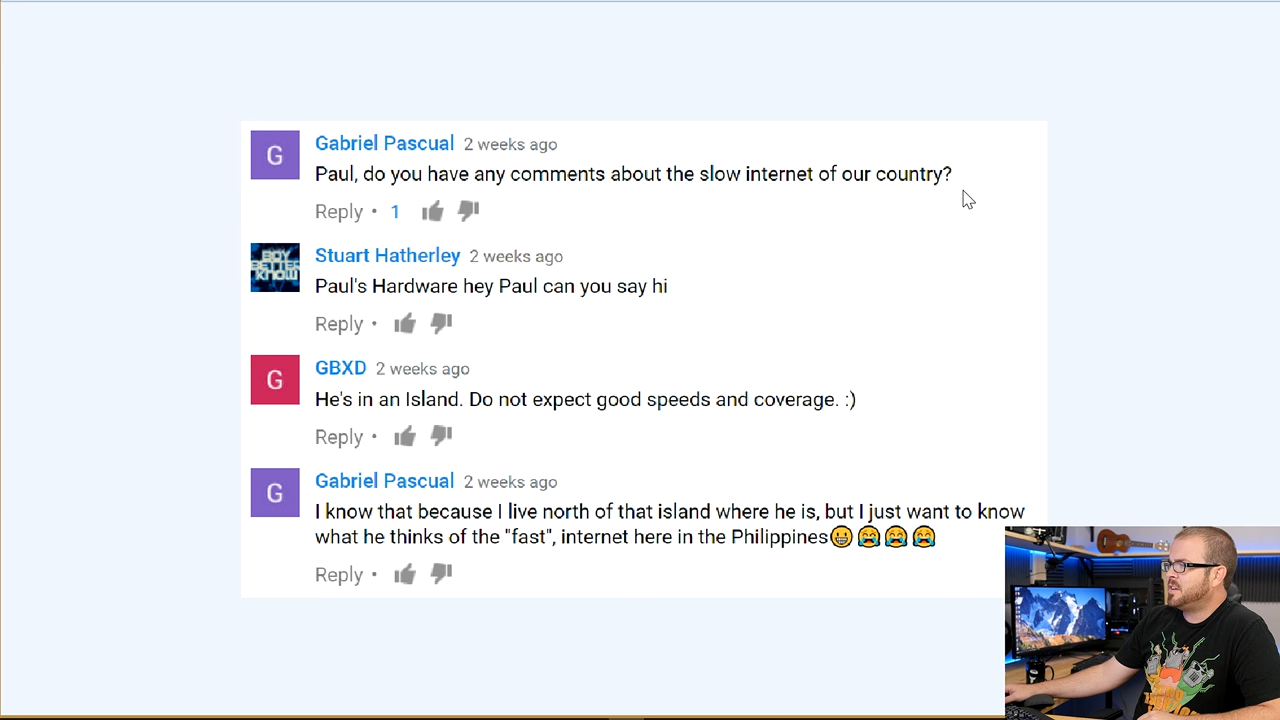 G
Gabriel Pascual 2 weeks ago
Paul, do you have any comments about the slow internet of our country?
Reply • 1
BOY
BETTER
KNOW
Stuart Hatherley 2 weeks ago
Paul's Hardware hey Paul can you say hi
Reply •
G
GBXD 2 weeks ago
He's in an Island. Do not expect good speeds and coverage. :)
Reply •
G
Gabriel Pascual 2 weeks ago
I know that because I live north of that island where he is, but I just want to know
what he thinks of the "fast", internet here in the Philippines😀😂😂😂
Reply •